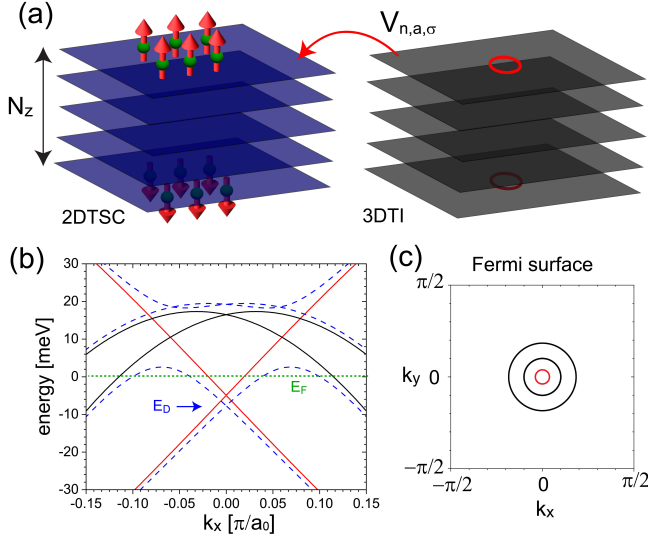 (a)
V_{n,a,σ}
N_z
2DTSC
3DTI
(b)
30
20
10
0
-10
-20
-30
energy [meV]
E_D
E_F
-0.15 -0.10 -0.05 0.00 0.05 0.10 0.15
k_x [π/a_0]
(c)
Fermi surface
π/2
k_y 0
−π/2
−π/2 0 π/2
k_x